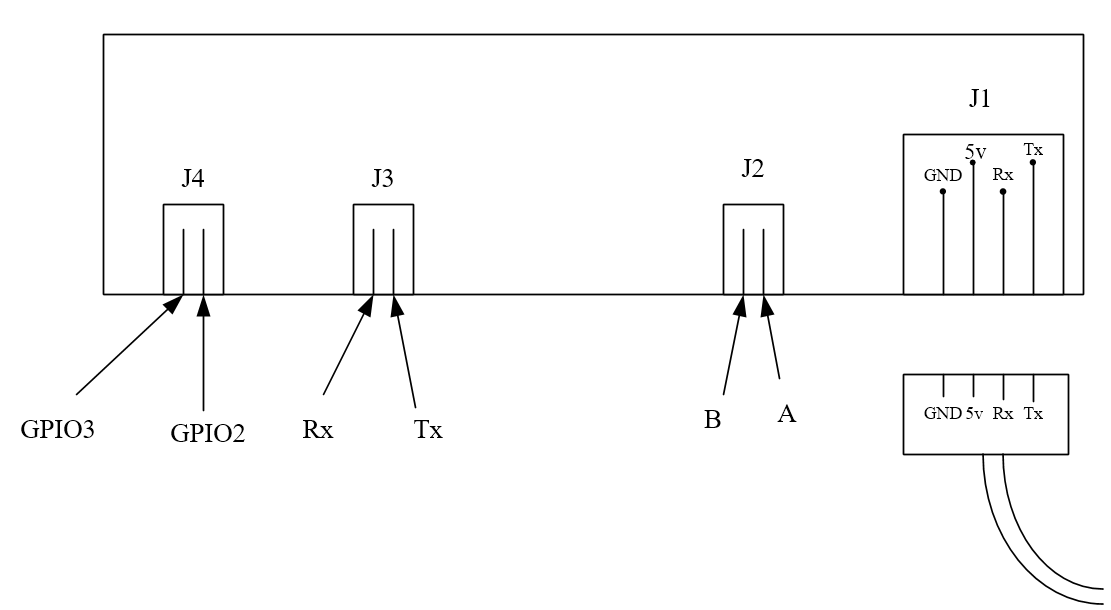 J1
J4
J3
J2
5v
Tx
GND
Rx
GPIO3
GPIO2
Rx
Tx
B
A
GND 5v Rx Tx